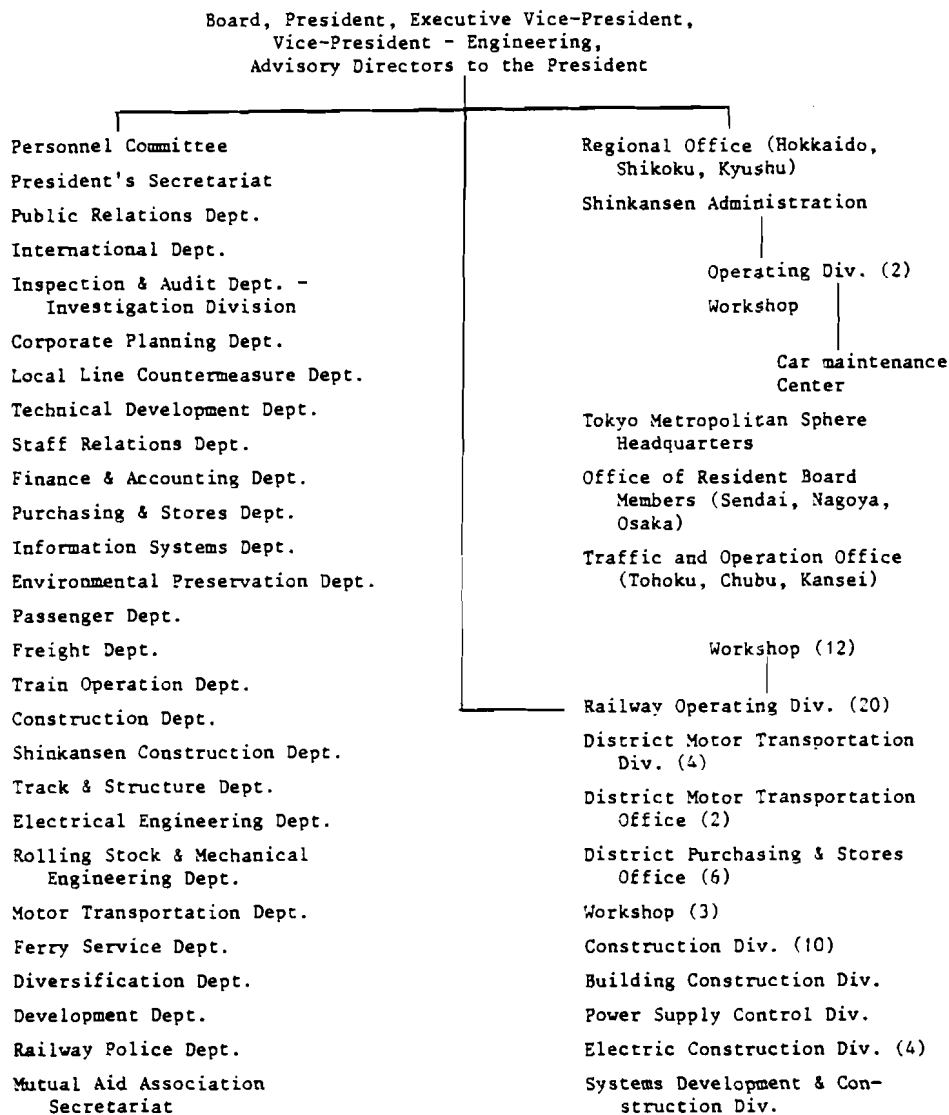 Board, President, Executive Vice-President,
Vice-President - Engineering,
Advisory Directors to the President
Personnel Committee
President's Secretariat
Public Relations Dept.
International Dept.
Inspection & Audit Dept. -
Investigation Division
Corporate Planning Dept.
Local Line Countermeasure Dept.
Technical Development Dept.
Staff Relations Dept.
Finance & Accounting Dept.
Purchasing & Stores Dept.
Information Systems Dept.
Environmental Preservation Dept.
Passenger Dept.
Freight Dept.
Train Operation Dept.
Construction Dept.
Shinkansen Construction Dept.
Track & Structure Dept.
Electrical Engineering Dept.
Rolling Stock & Mechanical
Engineering Dept.
Motor Transportation Dept.
Ferry Service Dept.
Diversification Dept.
Development Dept.
Railway Police Dept.
Mutual Aid Association
Secretariat
Regional Office (Hokkaido,
Shikoku, Kyushu)
Shinkansen Administration
Operating Div. (2)
Workshop
Car maintenance
Center
Tokyo Metropolitan Sphere
Headquarters
Office of Resident Board
Members (Sendai, Nagoya,
Osaka)
Traffic and Operation Office
(Tohoku, Chubu, Kansei)
Workshop (12)
Railway Operating Div. (20)
District Motor Transportation
Div. (4)
District Motor Transportation
Office (2)
District Purchasing & Stores
Office (6)
Workshop (3)
Construction Div. (10)
Building Construction Div.
Power Supply Control Div.
Electric Construction Div. (4)
Systems Development & Con-
struction Div.